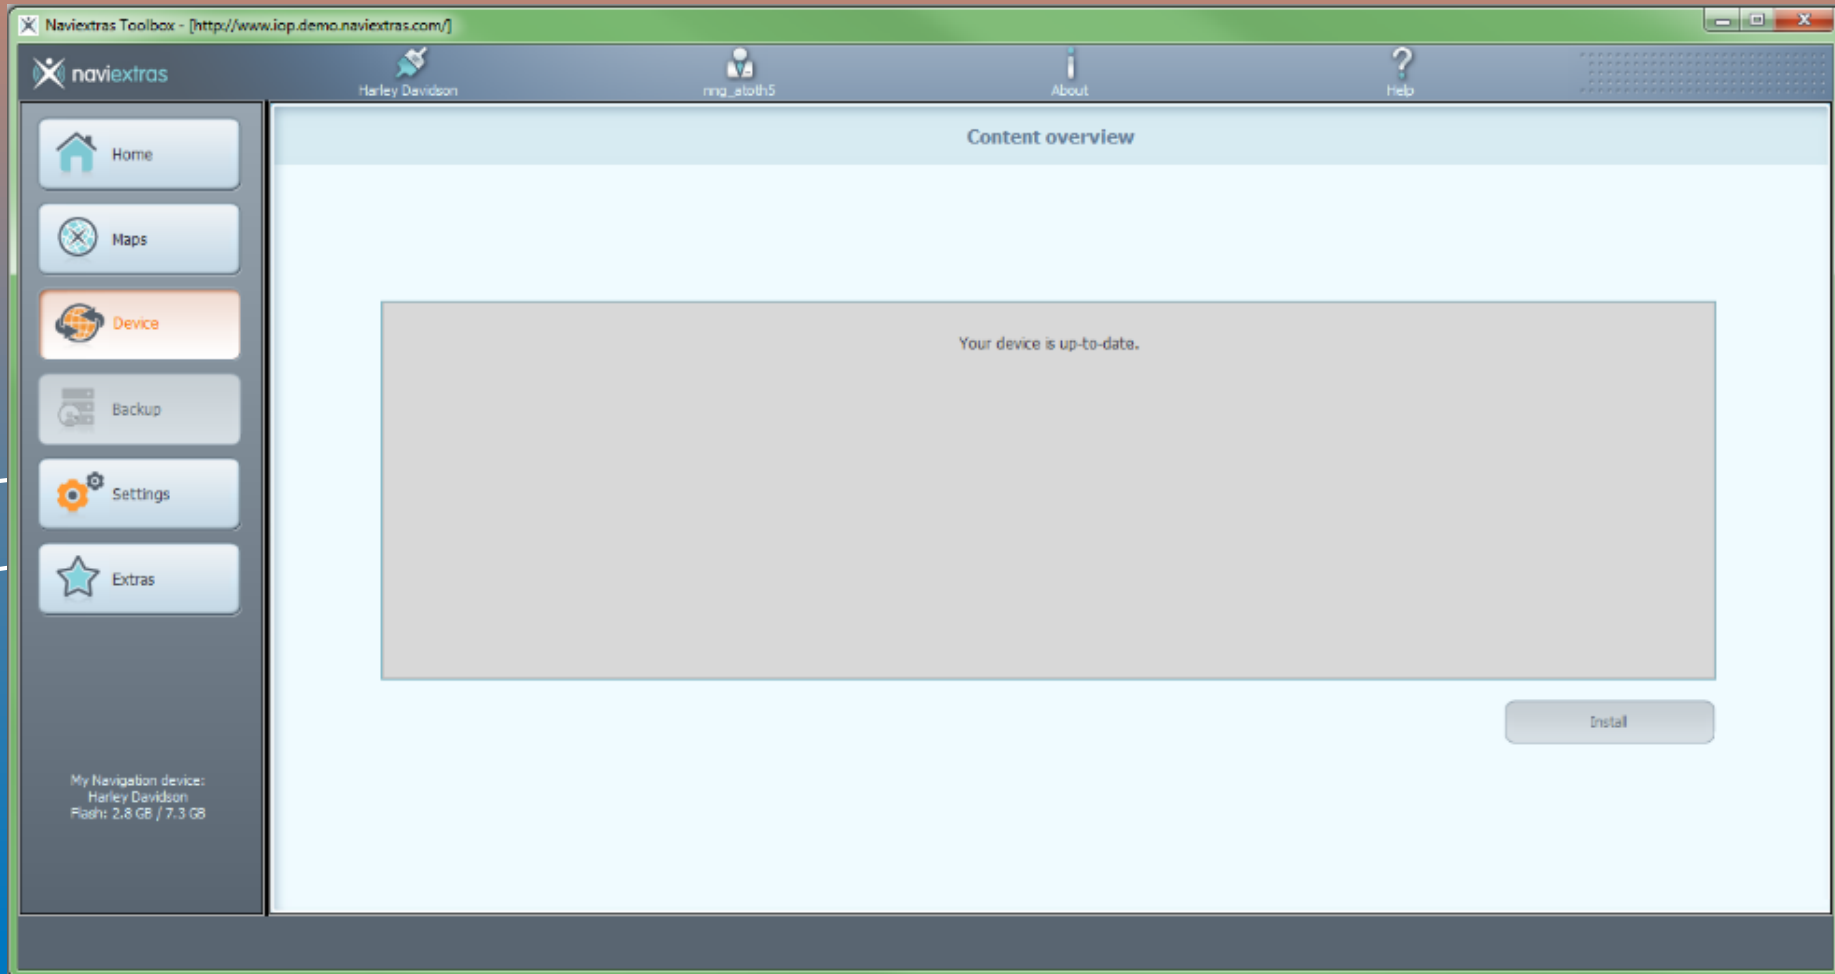 Naviextras Toolbox - [http://www.iop.demo.naviextras.com/]
naviextras
Harley Davidson
nng_atoth5
About
Help
Home
Maps
Device
Backup
Settings
Extras
My Navigation device:
Harley Davidson
Flash: 2.8 GB / 7.3 GB
Content overview
Your device is up-to-date.
Install